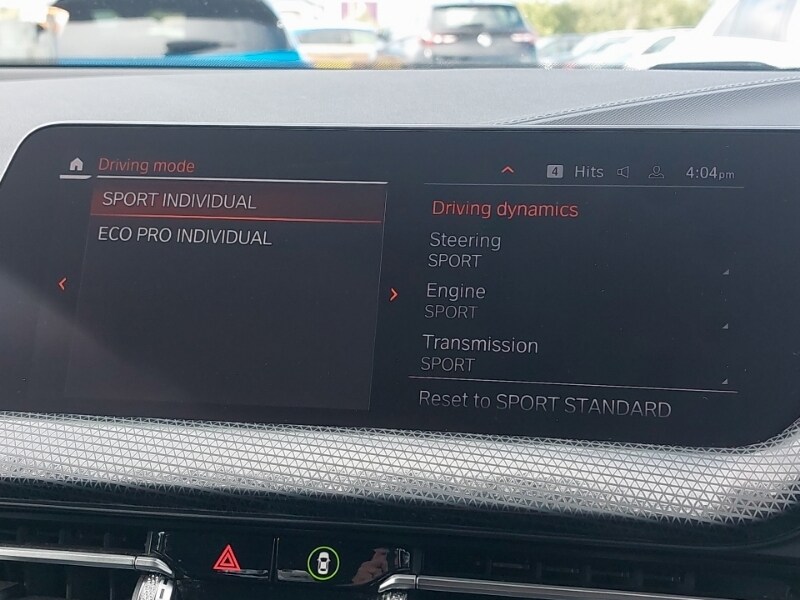 Driving mode
4 Hits 4:04pm
SPORT INDIVIDUAL
ECO PRO INDIVIDUAL
Driving dynamics
Steering
SPORT
Engine
SPORT
Transmission
SPORT
Reset to SPORT STANDARD